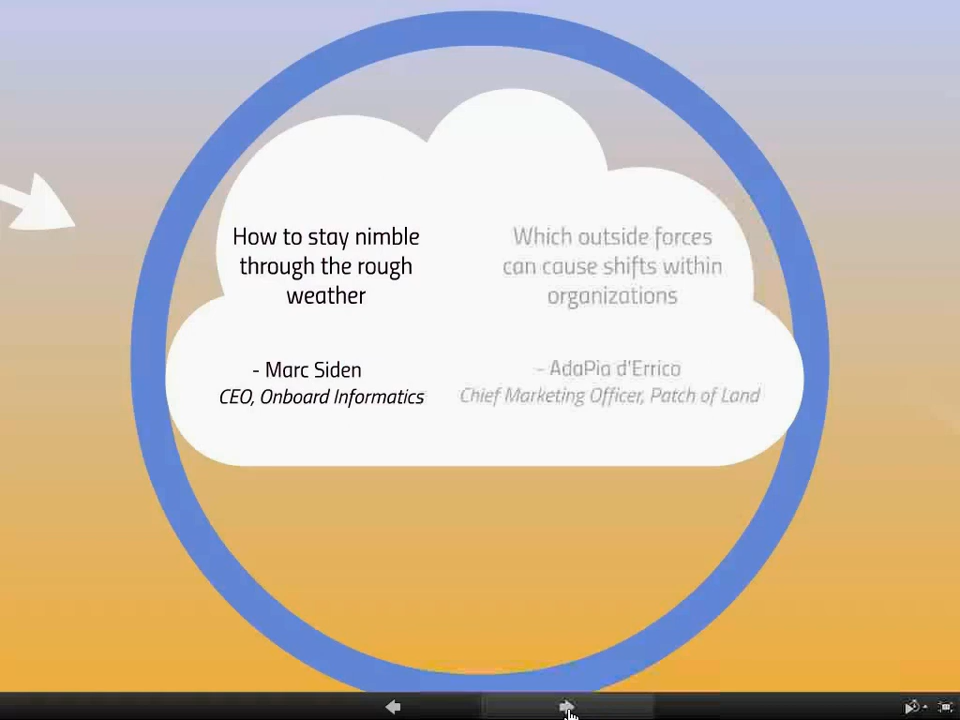 How to stay nimble
through the rough
weather
- Marc Siden
CEO, Onboard Informatics
Which outside forces
can cause shifts within
organizations
- AdaPia d'Errico
Chief Marketing Officer, Patch of Land